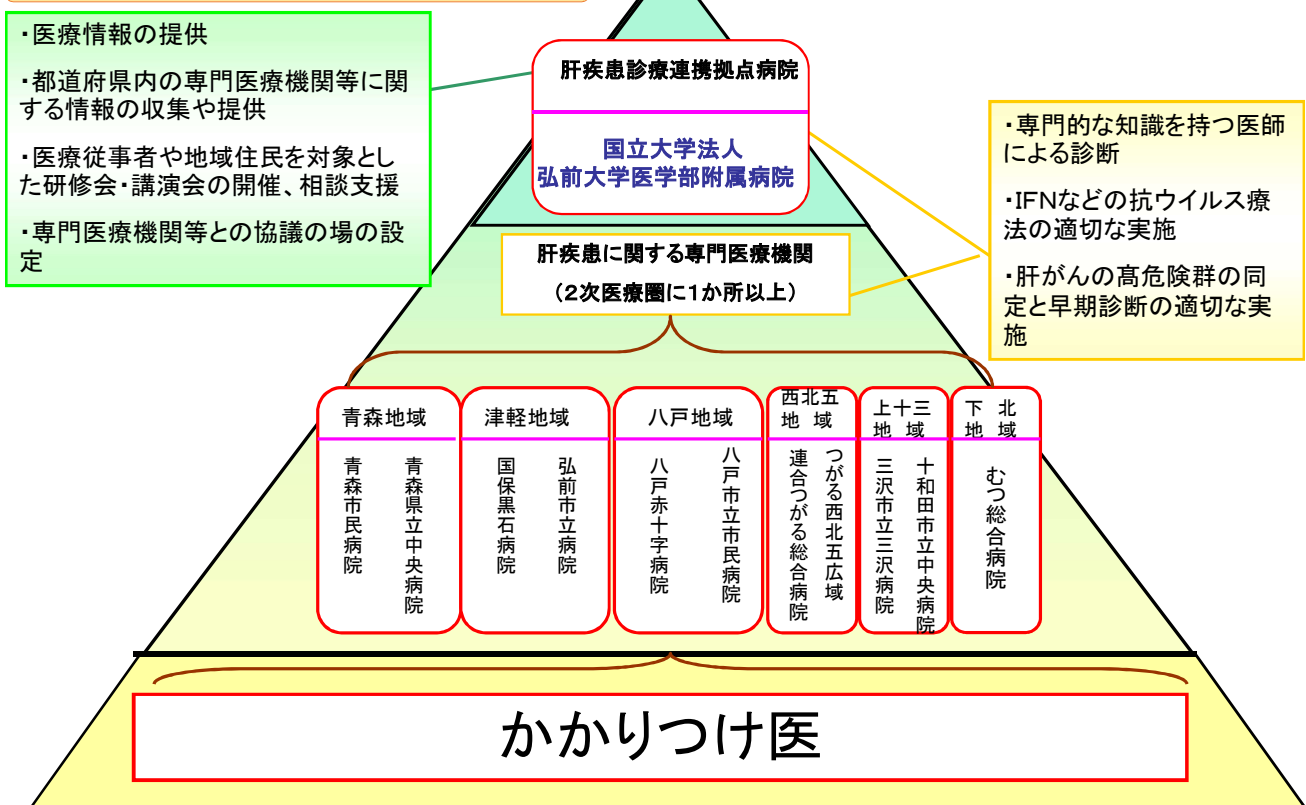 ・医療情報の提供
・都道府県内の専門医療機関等に関
する情報の収集や提供
・医療従事者や地域住民を対象とし
た研修会・講演会の開催、相談支援
・専門医療機関等との協議の場の設
定
肝疾患診療連携拠点病院
国立大学法人
弘前大学医学部附属病院
・専門的な知識を持つ医師
による診断
・IFNなどの抗ウイルス療
法の適切な実施
・肝がんの髙危険群の同
定と早期診断の適切な実
施
肝疾患に関する専門医療機関
（2次医療圏に1か所以上）
青森地域
青森県立中央病院
青森市民病院
津軽地域
弘前市立病院
国保黒石病院
八戸地域
八戸市立市民病院
八戸赤十字病院
西北五
地 域
つがる西北五広域
連合つがる総合病院
上十三
地 域
十和田市立中央病院
三沢市立三沢病院
下 北
地 域
むつ総合病院
かかりつけ医